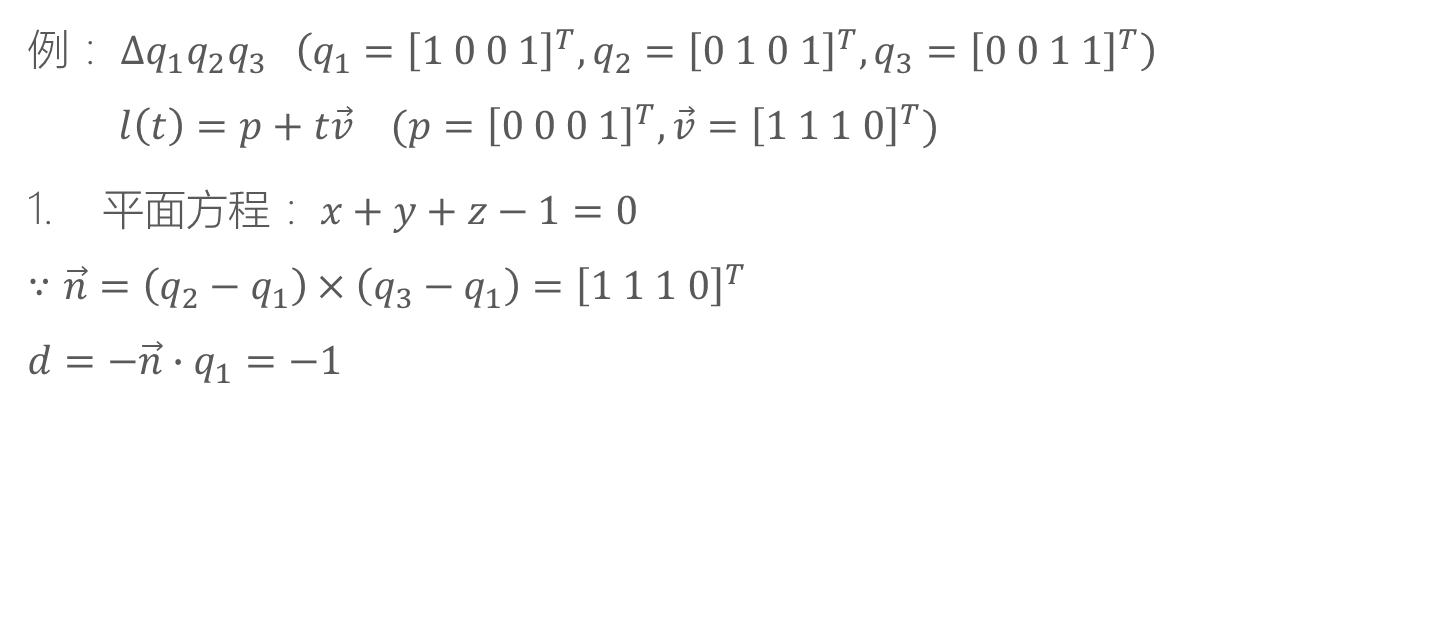 例：Δq₁q₂q₃ (q₁ = [1 0 0 1]ᵀ, q₂ = [0 1 0 1]ᵀ, q₃ = [0 0 1 1]ᵀ)
l(t) = p + tv⃗ (p = [0 0 0 1]ᵀ, v⃗ = [1 1 1 0]ᵀ)
1. 平面方程：x + y + z − 1 = 0
∵ n⃗ = (q₂ − q₁) × (q₃ − q₁) = [1 1 1 0]ᵀ
d = −n⃗ · q₁ = −1